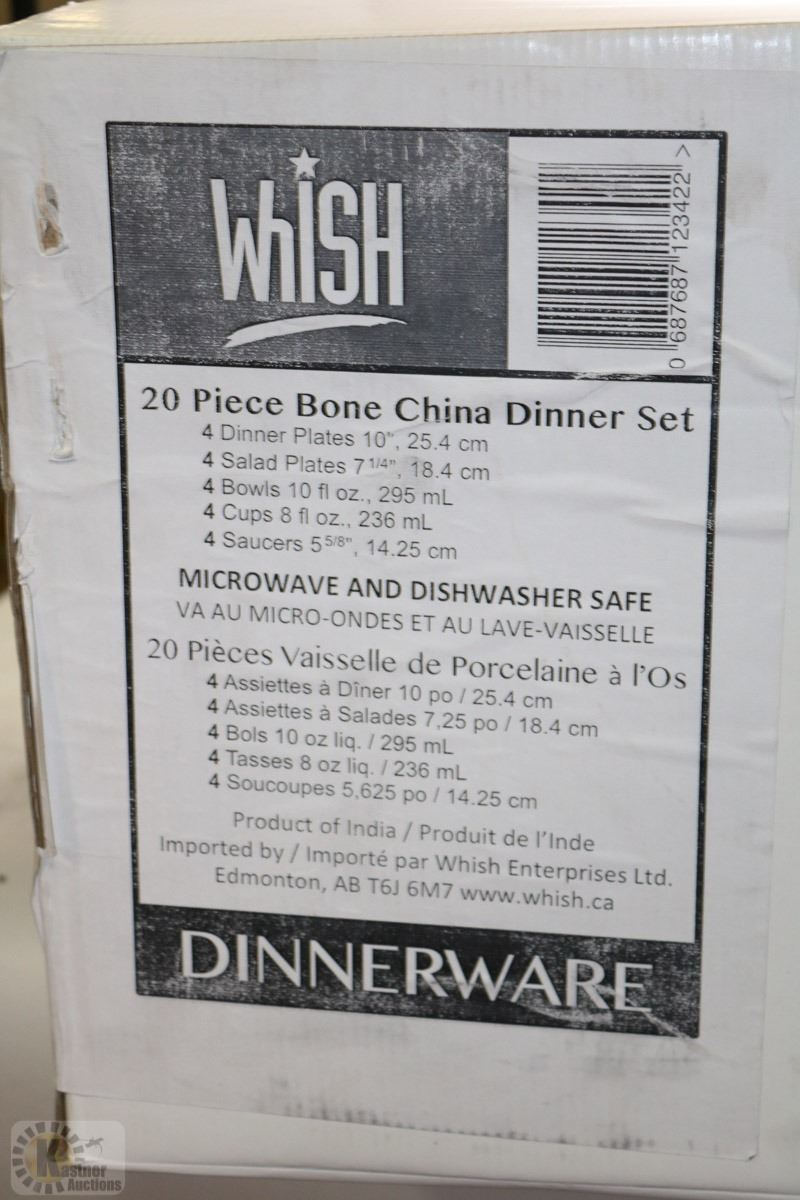 WhiSH
0 687687 123422 >
20 Piece Bone China Dinner Set
4 Dinner Plates 10", 25.4 cm
4 Salad Plates 7 1/4", 18.4 cm
4 Bowls 10 fl oz., 295 mL
4 Cups 8 fl oz., 236 mL
4 Saucers 5 5/8", 14.25 cm
MICROWAVE AND DISHWASHER SAFE
VA AU MICRO-ONDES ET AU LAVE-VAISSELLE
20 Pièces Vaisselle de Porcelaine à l'Os
4 Assiettes à Dîner 10 po / 25.4 cm
4 Assiettes à Salades 7,25 po / 18.4 cm
4 Bols 10 oz liq. / 295 mL
4 Tasses 8 oz liq. / 236 mL
4 Soucoupes 5,625 po / 14.25 cm
Product of India / Produit de l'Inde
Imported by / Importé par Whish Enterprises Ltd.
Edmonton, AB T6J 6M7 www.whish.ca
DINNERWARE
Kastner
Auctions